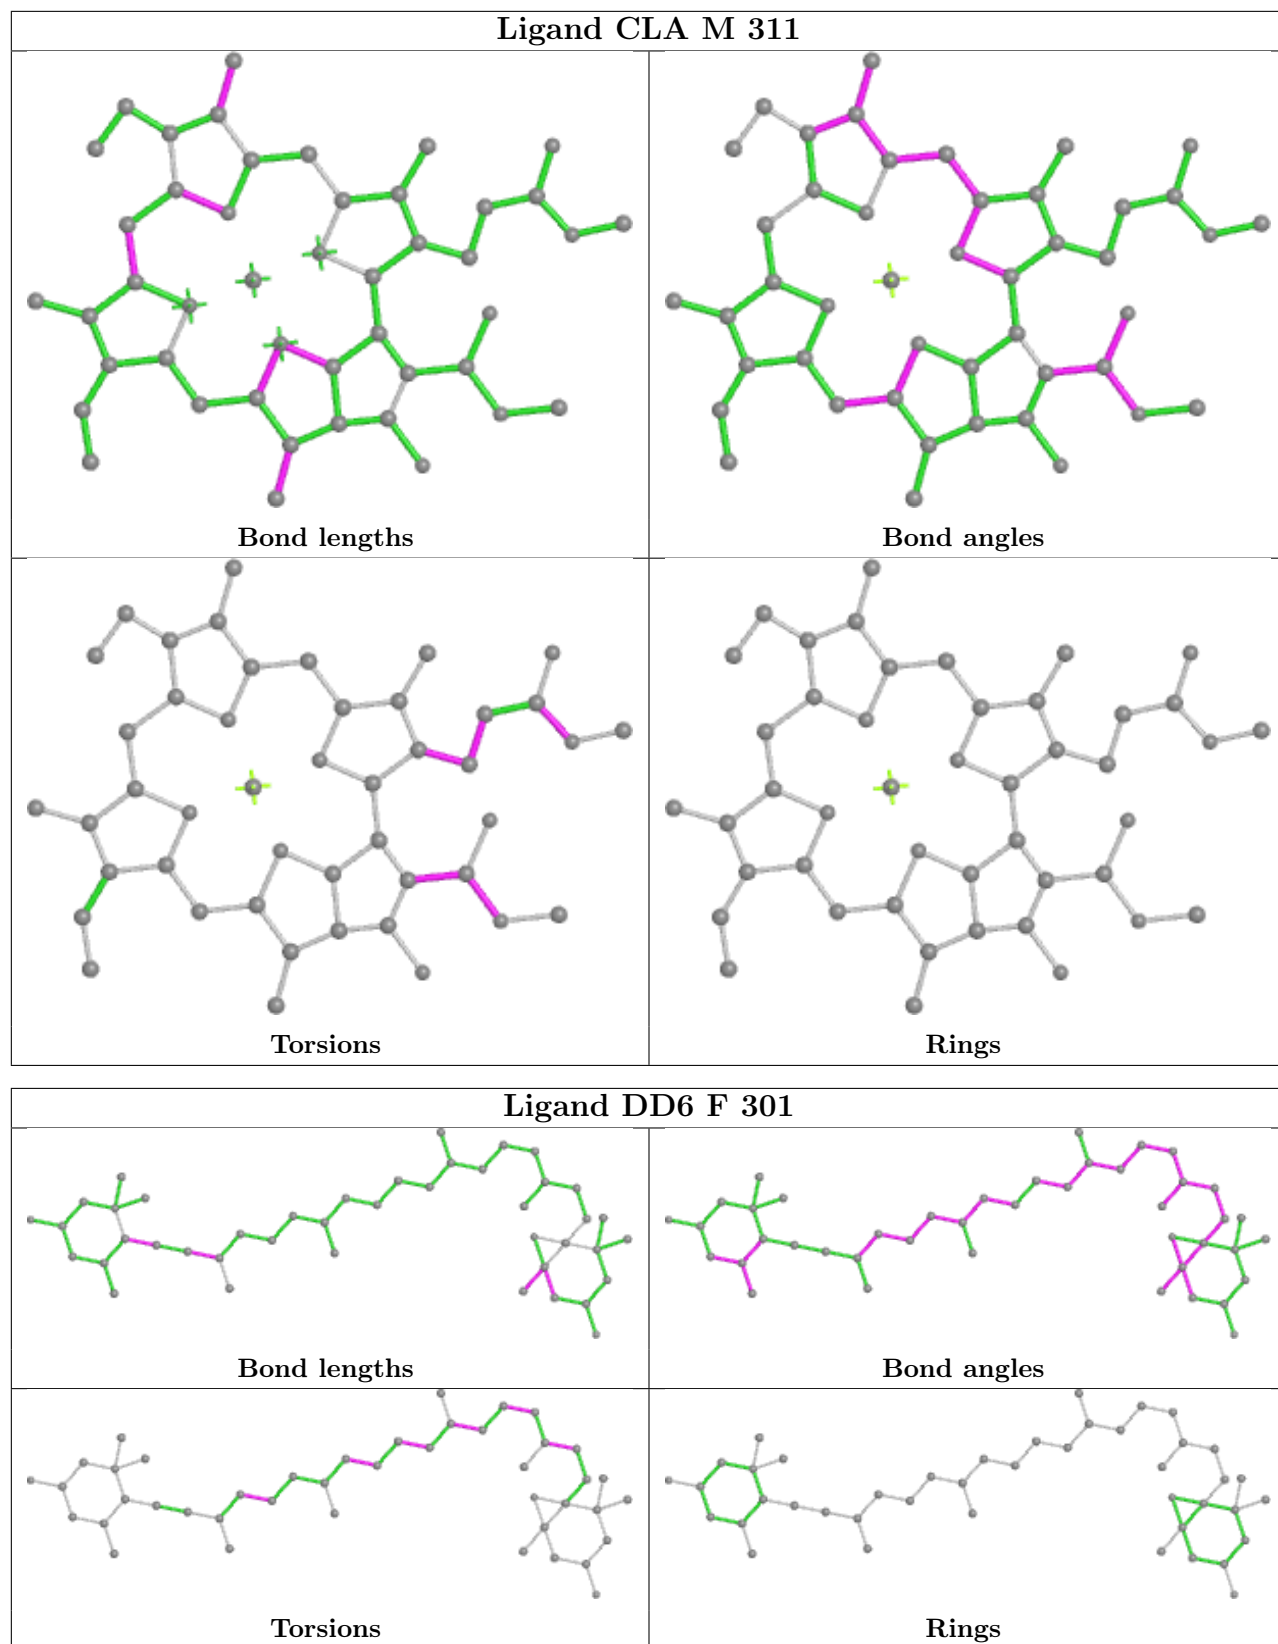 Ligand CLA M 311
Bond lengths
Bond angles
Torsions
Rings
Ligand DD6 F 301
Bond lengths
Bond angles
Torsions
Rings